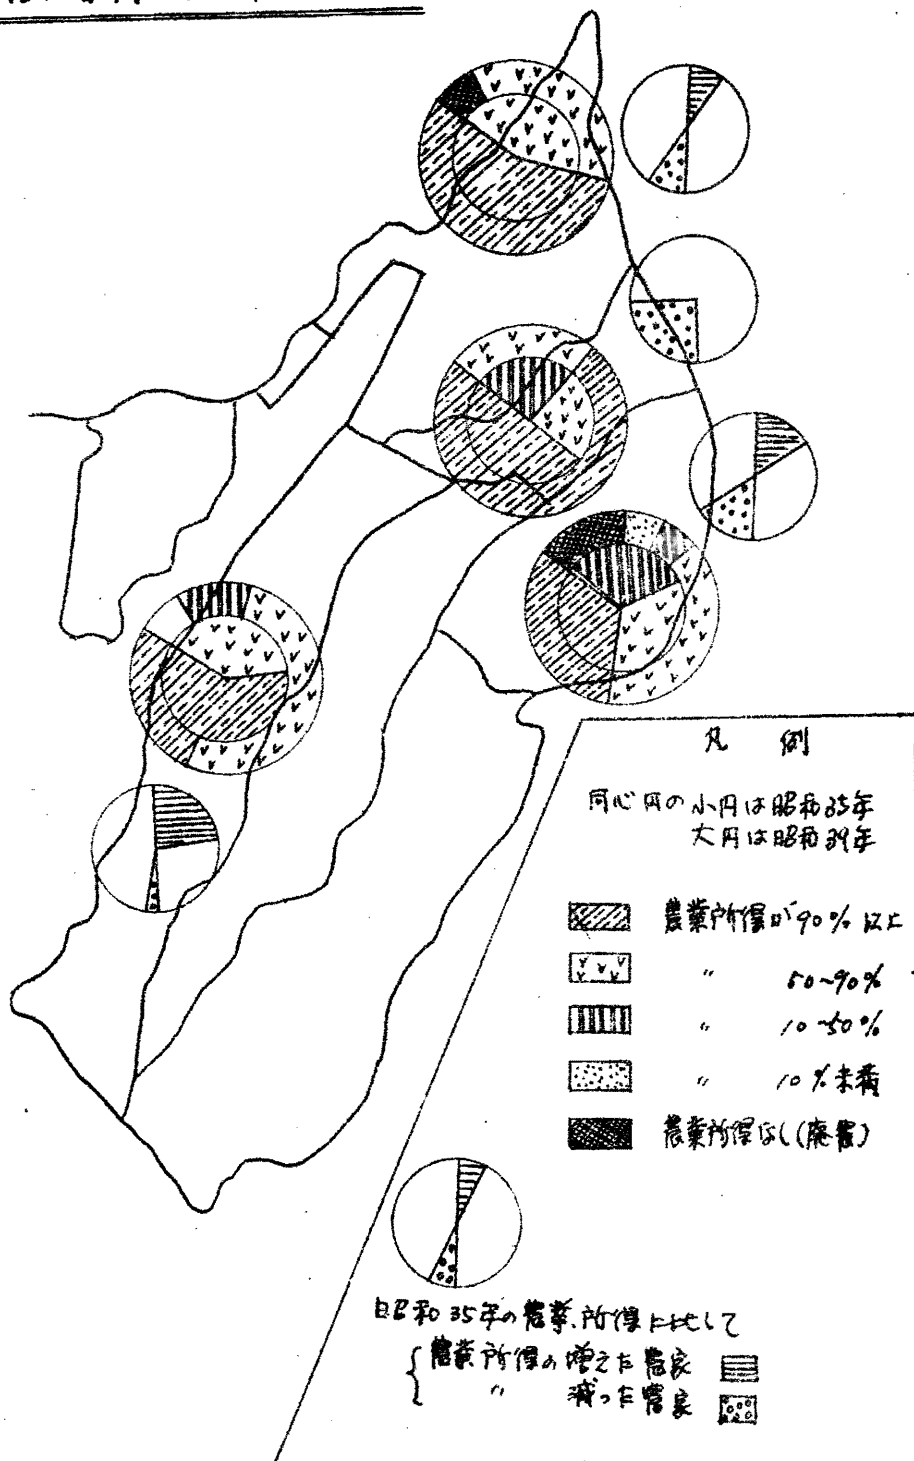 凡 例
同心円の小円は昭和35年
大円は昭和39年
農業所得が90%以上
〃 50~90%
〃 10~50%
〃 10%未満
農業所得なし(廃農)
昭和35年の農業所得に比して
農業所得の増えた農家
〃 減った農家